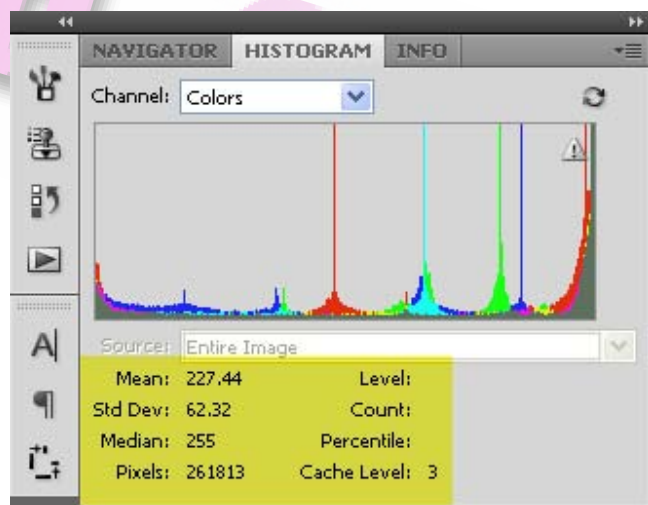 NAVIGATOR HISTOGRAM INFO
Channel: Colors
Source: Entire Image
Mean: 227.44 Level:
Std Dev: 62.32 Count:
Median: 255 Percentile:
Pixels: 261813 Cache Level: 3
A